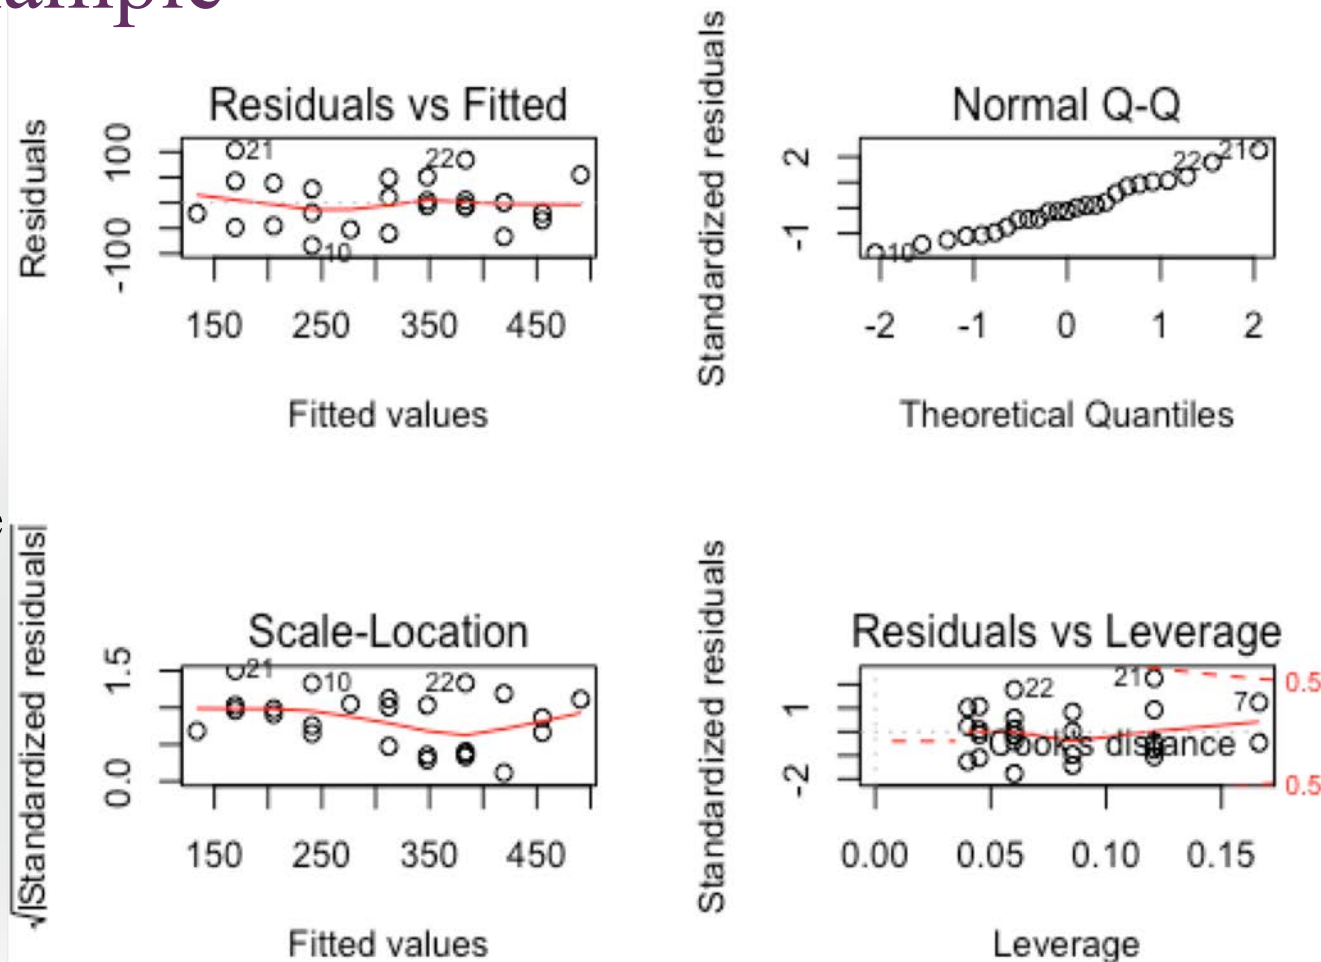 Residuals vs Fitted
Residuals
100
-100
21
22
10
150 250 350 450
Fitted values
Normal Q-Q
Standardized residuals
2
-1
22
21
10
-2 -1 0 1 2
Theoretical Quantiles
Scale-Location
√|Standardized residuals|
1.5
0.0
21
10
22
150 250 350 450
Fitted values
Residuals vs Leverage
Standardized residuals
1
-2
22
21
7
0.5
0.5
Cook's distance
0.00 0.05 0.10 0.15
Leverage